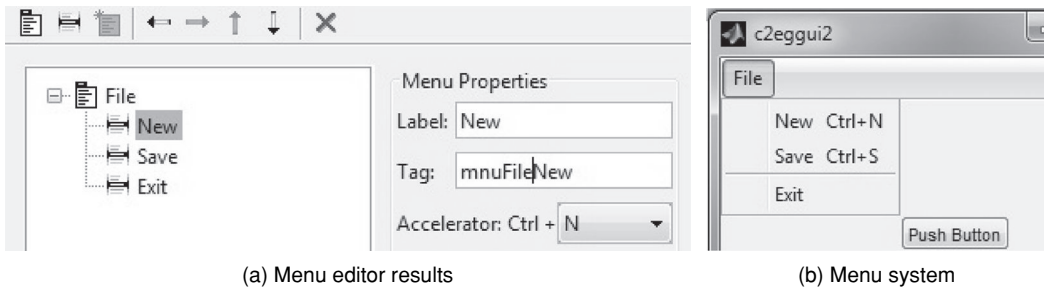 File
New
Save
Exit
Menu Properties
Label: New
Tag: mnuFileNew
Accelerator: Ctrl + N
(a) Menu editor results
c2eggui2
File
New Ctrl+N
Save Ctrl+S
Exit
Push Button
(b) Menu system